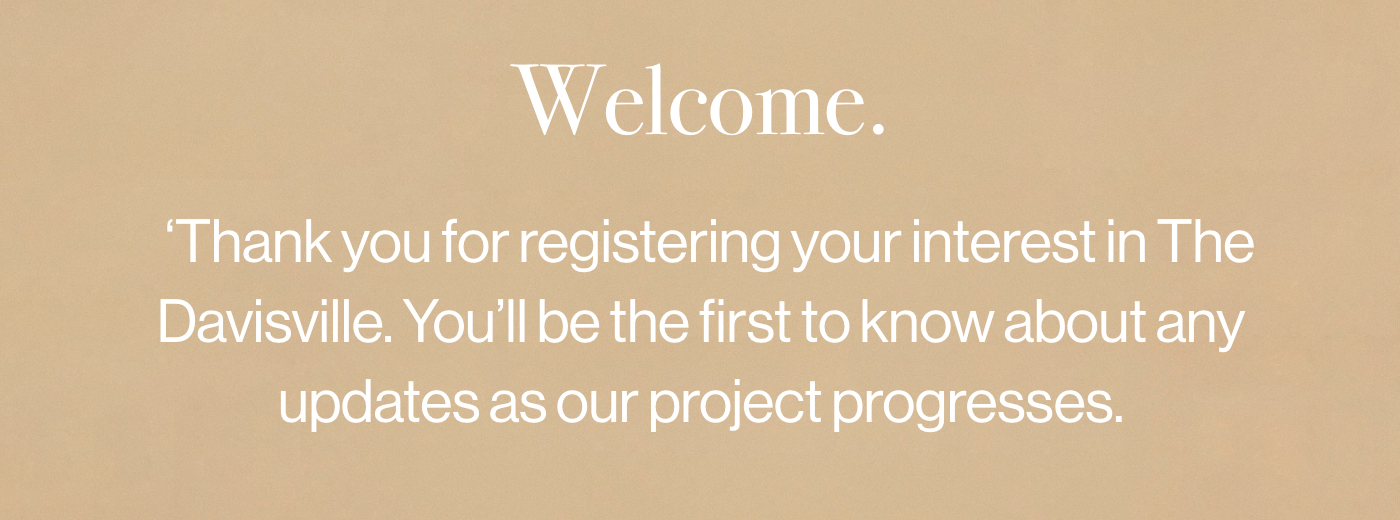 Welcome.
‘Thank you for registering your interest in The
Davisville. You’ll be the first to know about any
updates as our project progresses.